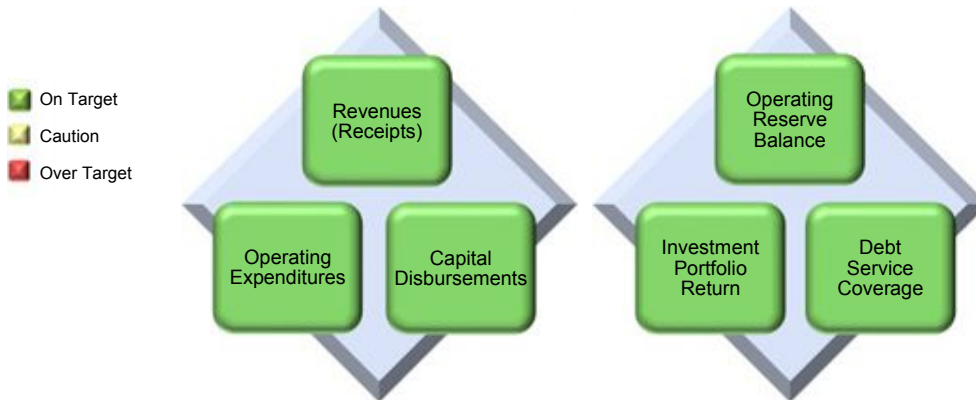 On Target
Caution
Over Target
Revenues
(Receipts)
Operating
Expenditures
Capital
Disbursements
Operating
Reserve
Balance
Investment
Portfolio
Return
Debt
Service
Coverage